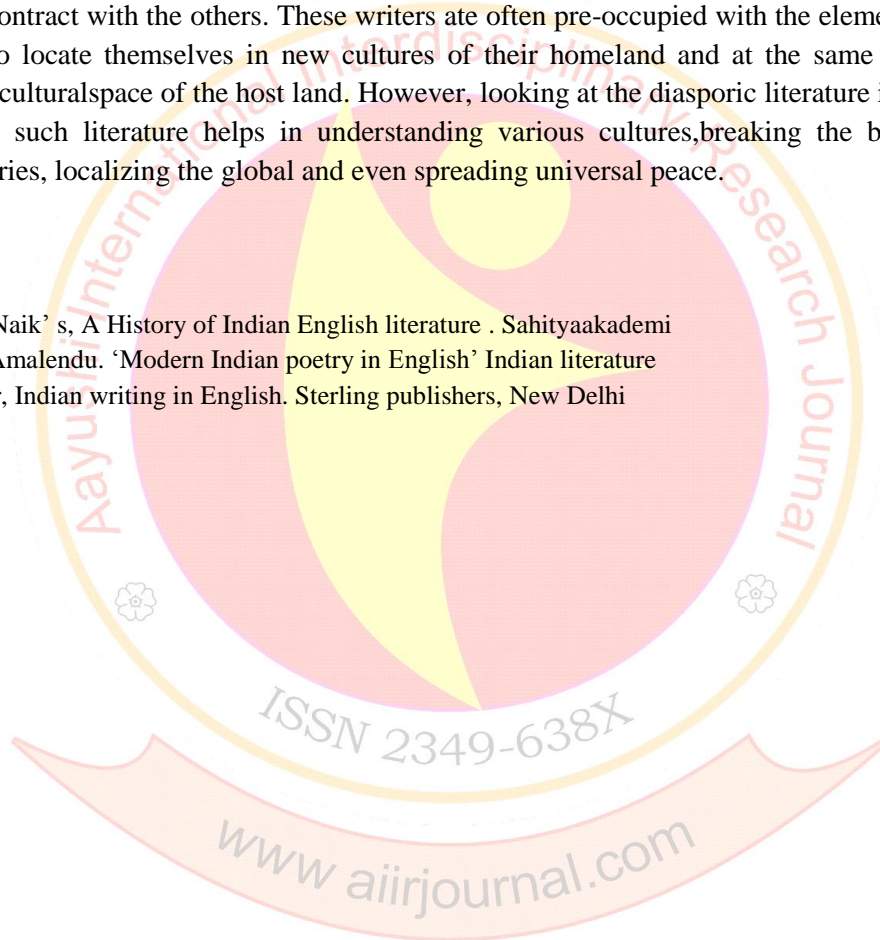 ontract with the others. These writers ate often pre-occupied with the eleme
o locate themselves in new cultures of their homeland and at the same
culturalspace of the host land. However, looking at the diasporic literature i
such literature helps in understanding various cultures,breaking the b
ries, localizing the global and even spreading universal peace.
Naik’ s, A History of Indian English literature . Sahityaakademi
Amalendu. ‘Modern Indian poetry in English’ Indian literature
, Indian writing in English. Sterling publishers, New Delhi
Aayushi International Interdisciplinary Research Journal
ISSN 2349-638X
www aiirjournal.com